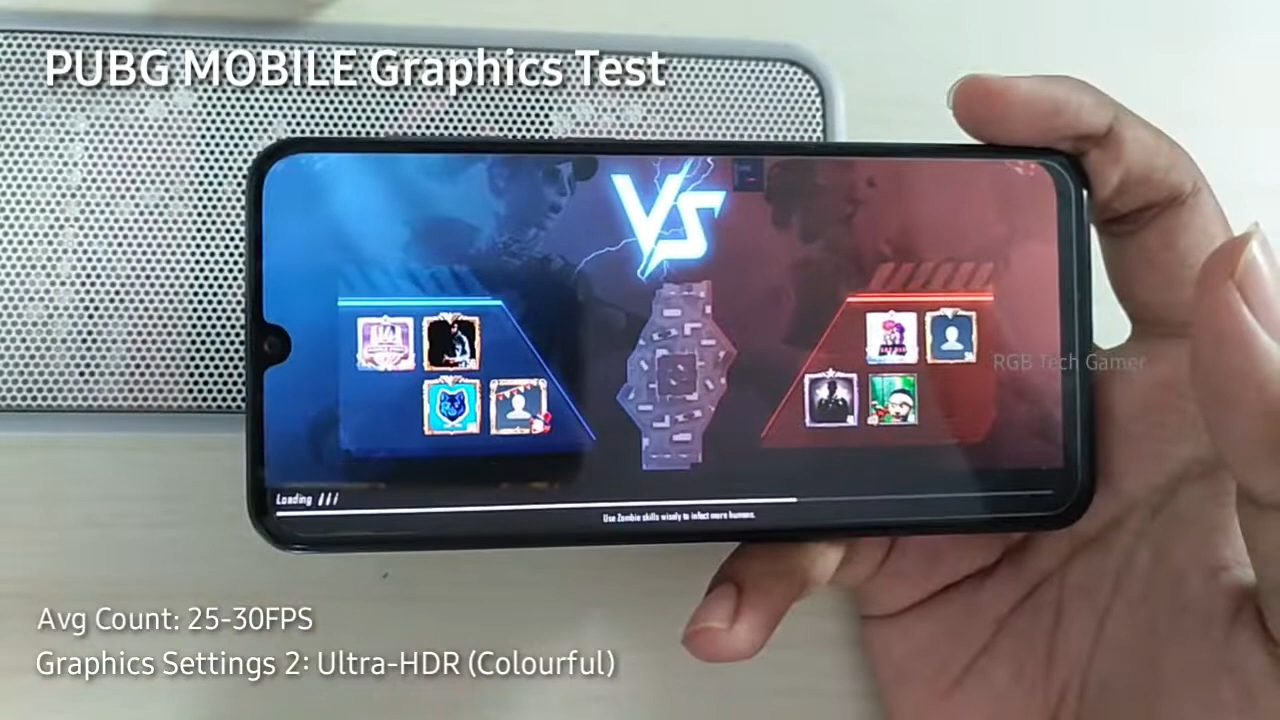 PUBG MOBILE Graphics Test
VS
RGB Tech Gamer
Loading
Use Zombie skills wisely to infect more humans.
Avg Count: 25-30FPS
Graphics Settings 2: Ultra-HDR (Colourful)